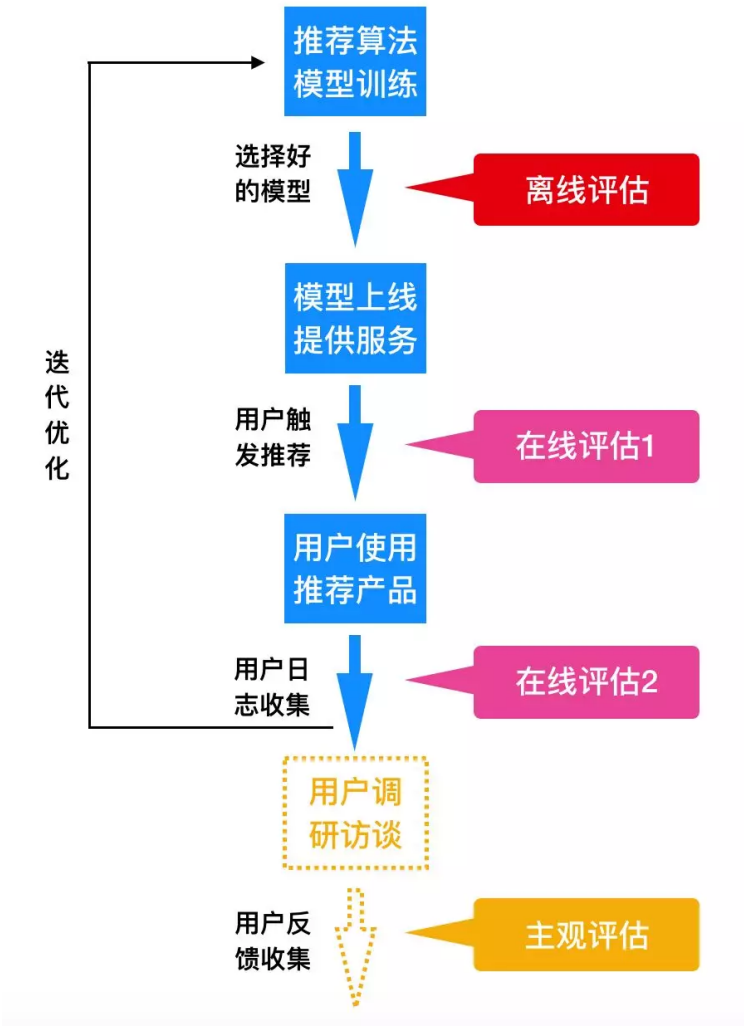 推荐算法
模型训练
选择好
的模型
离线评估
模型上线
提供服务
迭
代
优
化
用户触
发推荐
在线评估1
用户使用
推荐产品
用户日
志收集
在线评估2
用户调
研访谈
用户反
馈收集
主观评估